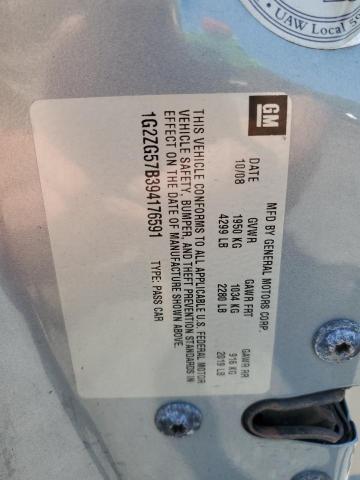 UAW Local
GM
MFD BY GENERAL MOTORS CORP.
DATE GVWR GAWR FRT GAWR RR
10/08 1950 KG 1034 KG 916 KG
4299 LB 2280 LB 2019 LB
THIS VEHICLE CONFORMS TO ALL APPLICABLE U.S. FEDERAL MOTOR
VEHICLE SAFETY, BUMPER, AND THEFT PREVENTION STANDARDS IN
EFFECT ON THE DATE OF MANUFACTURE SHOWN ABOVE.
1G2ZG57B394176591 TYPE: PASS CAR